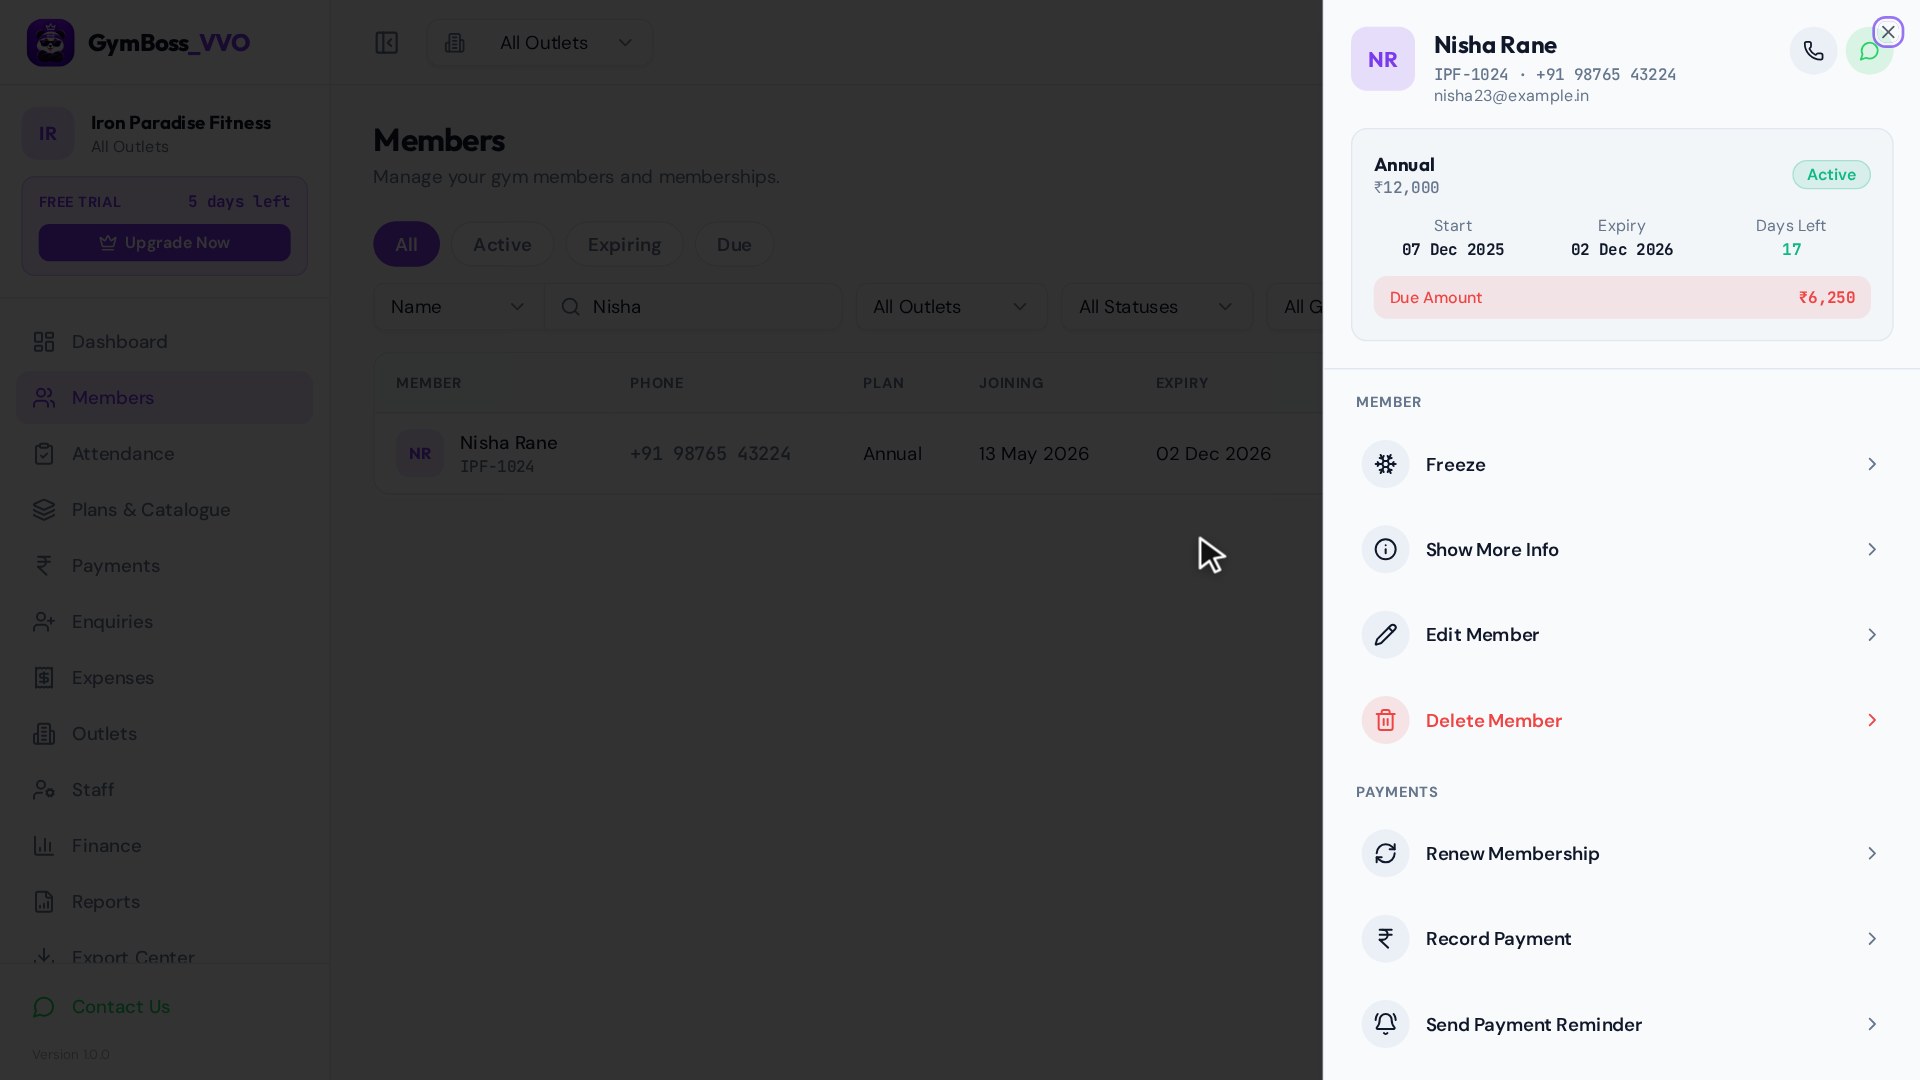 GymBoss_VVO
IR
Iron Paradise Fitness
All Outlets
FREE TRIAL
5 days left
Upgrade Now
Dashboard
Members
Attendance
Plans & Catalogue
Payments
Enquiries
Expenses
Outlets
Staff
Finance
Reports
Export Center
Contact Us
Version 1.0.0
All Outlets
Members
Manage your gym members and memberships.
All
Active
Expiring
Due
Name
Nisha
All Outlets
All Statuses
All G
MEMBER PHONE PLAN JOINING EXPIRY
NR
Nisha Rane
IPF-1024
+91 98765 43224
Annual
13 May 2026
02 Dec 2026
NR
Nisha Rane
IPF-1024 · +91 98765 43224
nisha23@example.in
Annual
₹12,000
Active
Start Expiry Days Left
07 Dec 2025 02 Dec 2026 17
Due Amount ₹6,250
MEMBER
Freeze
Show More Info
Edit Member
Delete Member
PAYMENTS
Renew Membership
Record Payment
Send Payment Reminder